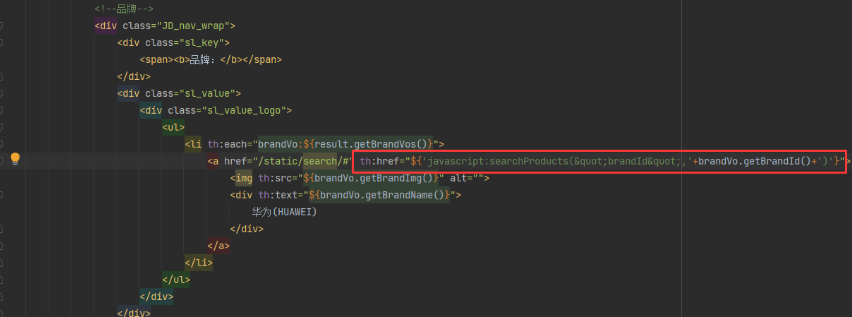 <!--品牌-->
<div class="JD_nav_wrap">
<div class="sl_key">
<span><b>品牌：</b></span>
</div>
<div class="sl_value">
<div class="sl_value_logo">
<ul>
<li th:each="brandVo:${result.getBrandVos()}">
<a href="/static/search/#" th:href="${'javascript:searchProducts(&quot;brandId&quot;,'+brandVo.getBrandId()+')'}">
<img th:src="${brandVo.getBrandImg()}" alt="">
<div th:text="${brandVo.getBrandName()}">
华为(HUAWEI)
</div>
</a>
</li>
</ul>
</div>
</div>